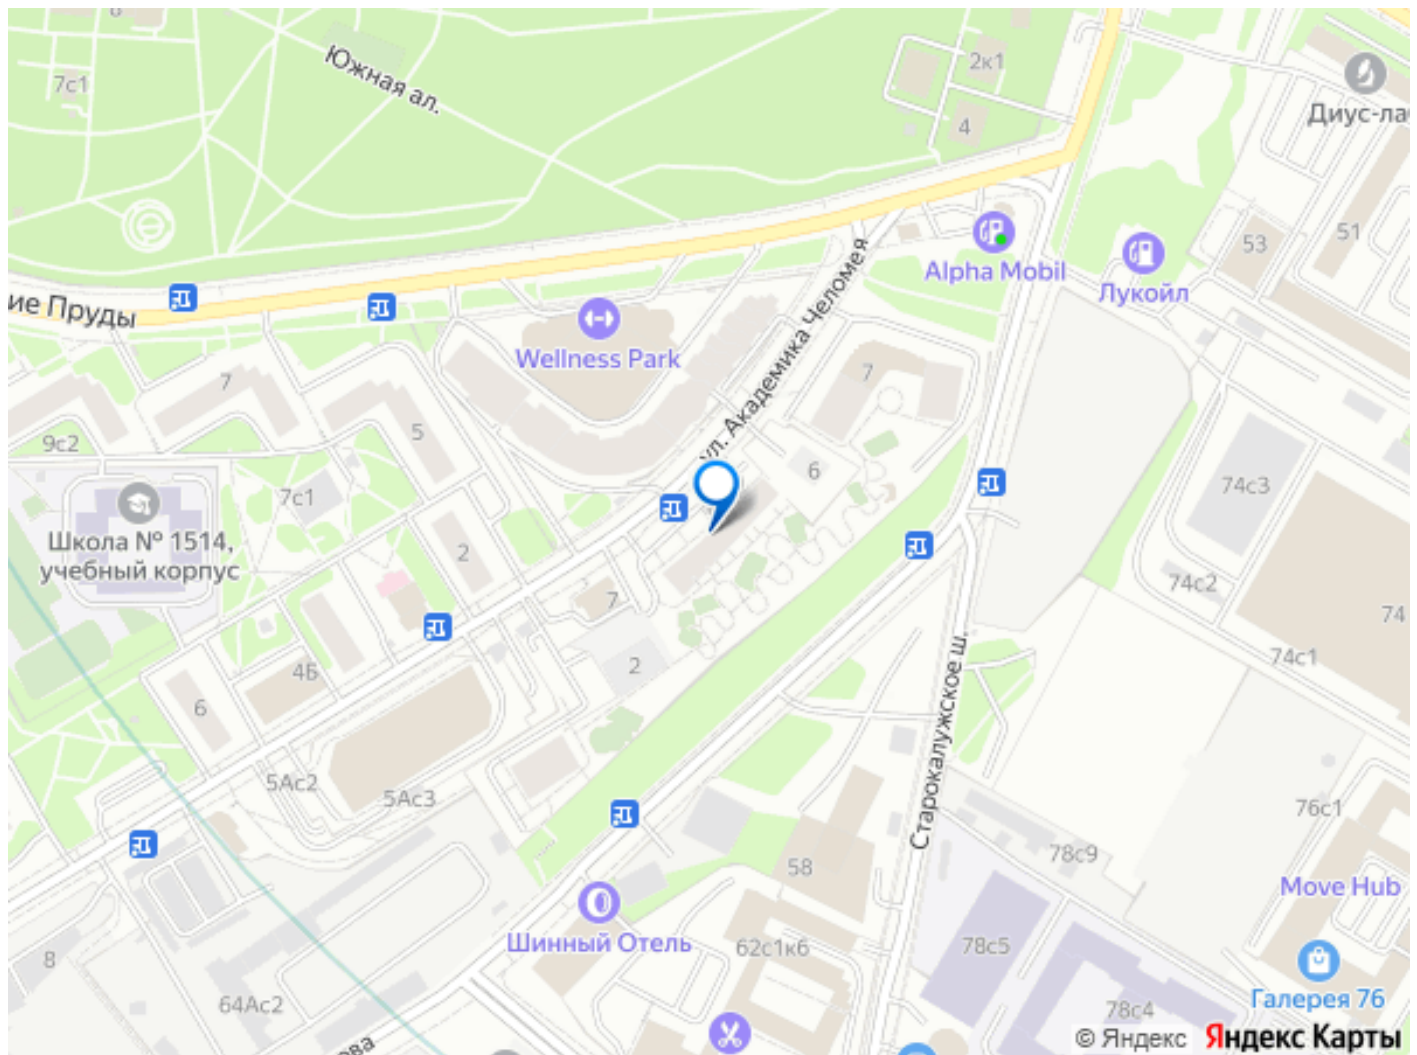 8
Южная ал.
7с1
2к1
4
Диус-ла
53
51
Alpha Mobil
Лукойл
ие Пруды
Wellness Park
ул. Академика Челомея
7
7
9с2
5
6
7с1
74с3
Школа № 1514,
учебный корпус
2
7
74с2
74
4Б
2
74с1
6
Старокалужское ш.
5Ас2
5Ас3
76с1
78с9
58
Move Hub
Шинный Отель
62с1к6
78с5
8
64Ас2
Галерея 76
78с4
ова
© Яндекс
Яндекс Карты